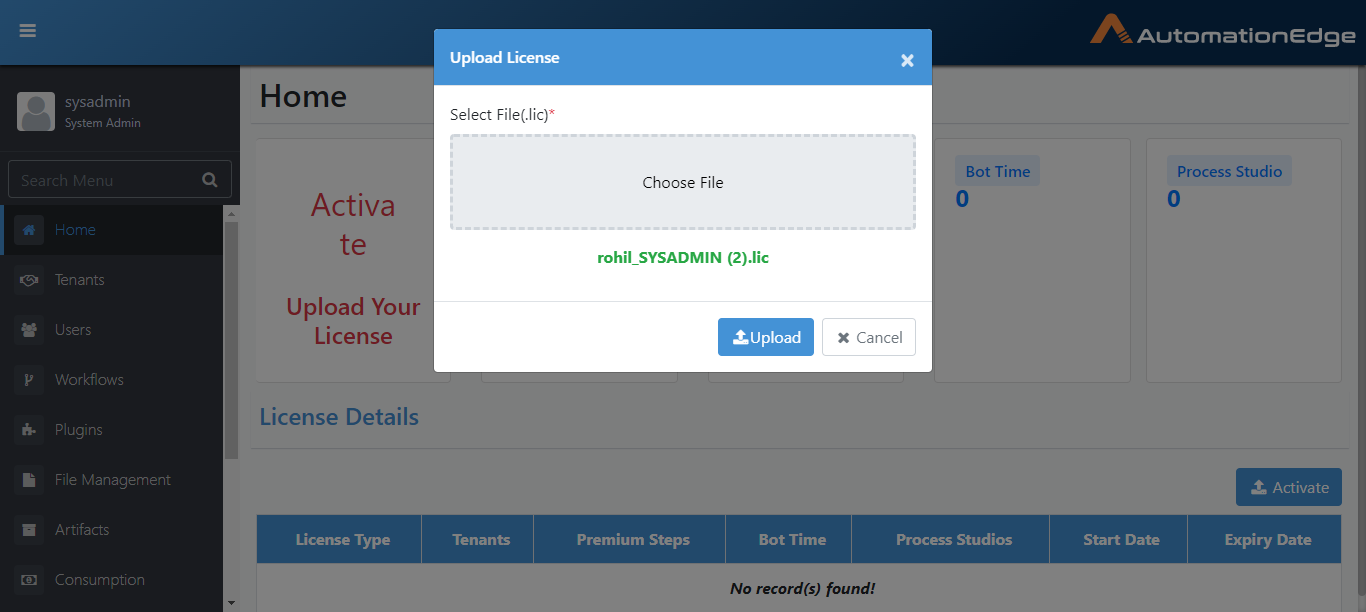 AutomationEdge
sysadmin
System Admin
Search Menu
Home
Tenants
Users
Workflows
Plugins
File Management
Artifacts
Consumption
Home
Activa
te
Upload Your
License
Bot Time
0
Process Studio
0
Upload License
Select File(.lic)*
Choose File
rohil_SYSADMIN (2).lic
Upload
Cancel
License Details
Activate
License Type Tenants Premium Steps Bot Time Process Studios Start Date Expiry Date
No record(s) found!